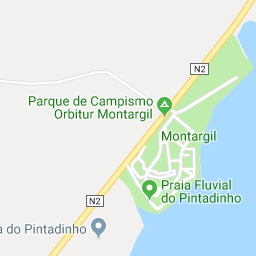 N2
Parque de Campismo
Orbitur Montargil
Montargil
Praia Fluvial
do Pintadinho
N2
a do Pintadinho